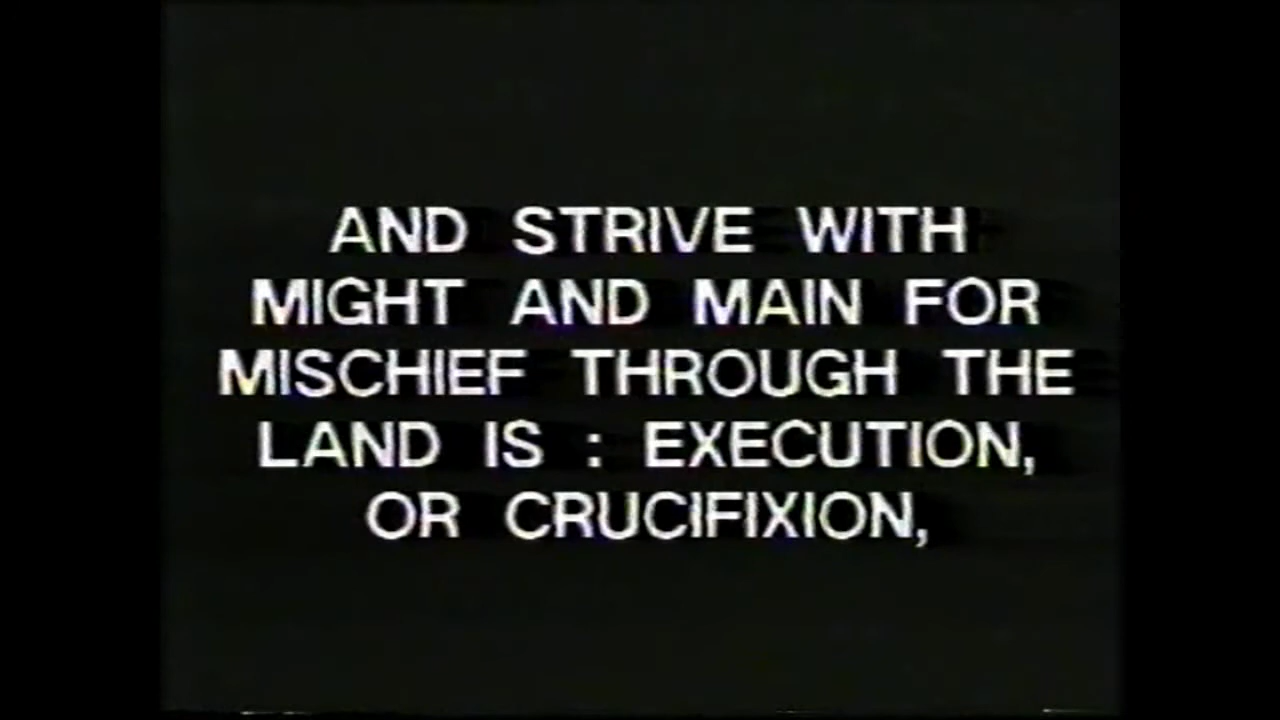 AND STRIVE WITH
MIGHT AND MAIN FOR
MISCHIEF THROUGH THE
LAND IS : EXECUTION,
OR CRUCIFIXION,